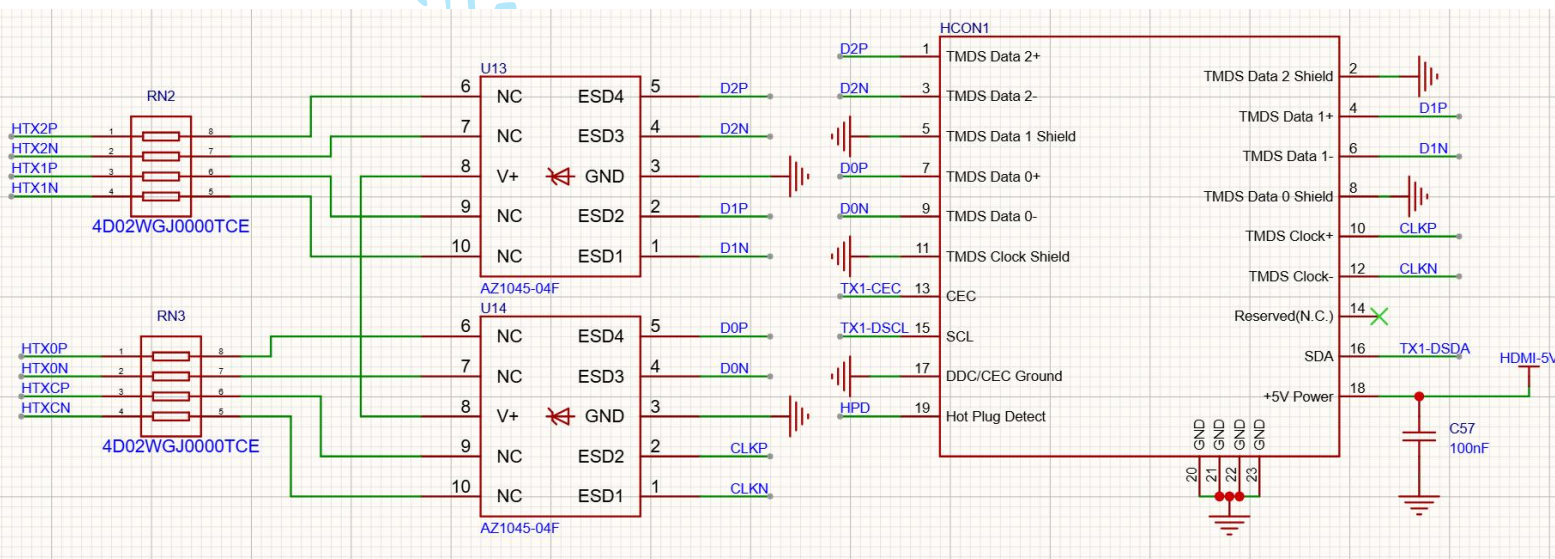 RN2
HTX2P
HTX2N
HTX1P
HTX1N
1
2
3
4
8
7
6
5
4D02WGJ0000TCE
RN3
HTX0P
HTX0N
HTXCP
HTXCN
1
2
3
4
8
7
6
5
4D02WGJ0000TCE
U13
6 NC ESD4 5 D2P
7 NC ESD3 4 D2N
8 V+ GND 3
9 NC ESD2 2 D1P
10 NC ESD1 1 D1N
AZ1045-04F
U14
6 NC ESD4 5 D0P
7 NC ESD3 4 D0N
8 V+ GND 3
9 NC ESD2 2 CLKP
10 NC ESD1 1 CLKN
AZ1045-04F
HCON1
D2P 1 TMDS Data 2+
D2N 3 TMDS Data 2-
5 TMDS Data 1 Shield
D0P 7 TMDS Data 0+
D0N 9 TMDS Data 0-
11 TMDS Clock Shield
TX1-CEC 13 CEC
TX1-DSCL 15 SCL
17 DDC/CEC Ground
HPD 19 Hot Plug Detect
TMDS Data 2 Shield 2
TMDS Data 1+ 4 D1P
TMDS Data 1- 6 D1N
TMDS Data 0 Shield 8
TMDS Clock+ 10 CLKP
TMDS Clock- 12 CLKN
Reserved(N.C.) 14
SDA 16 TX1-DSDA
+5V Power 18
HDMI-5V
GND GND GND GND
20 21 22 23
C57
100nF